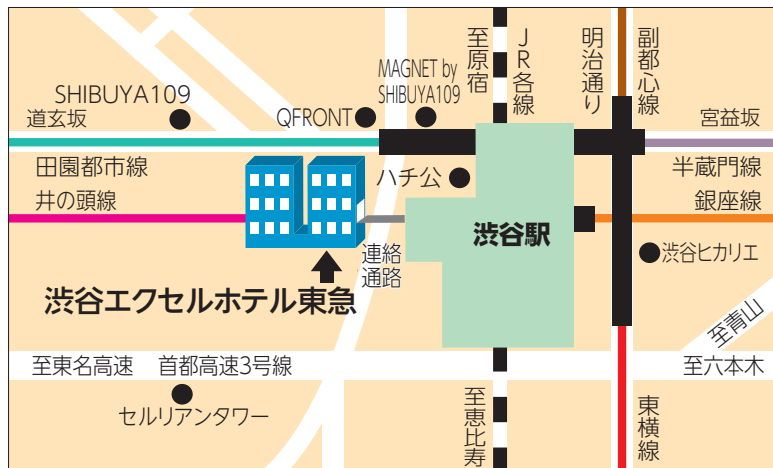 至原宿
JR各線
明治通り
副都心線
MAGNET by
SHIBUYA109
SHIBUYA109
QFRONT
道玄坂
宮益坂
田園都市線
ハチ公
半蔵門線
井の頭線
銀座線
渋谷駅
連絡
通路
渋谷ヒカリエ
渋谷エクセルホテル東急
至青山
至東名高速
首都高速3号線
至六本木
セルリアンタワー
至恵比寿
東横線